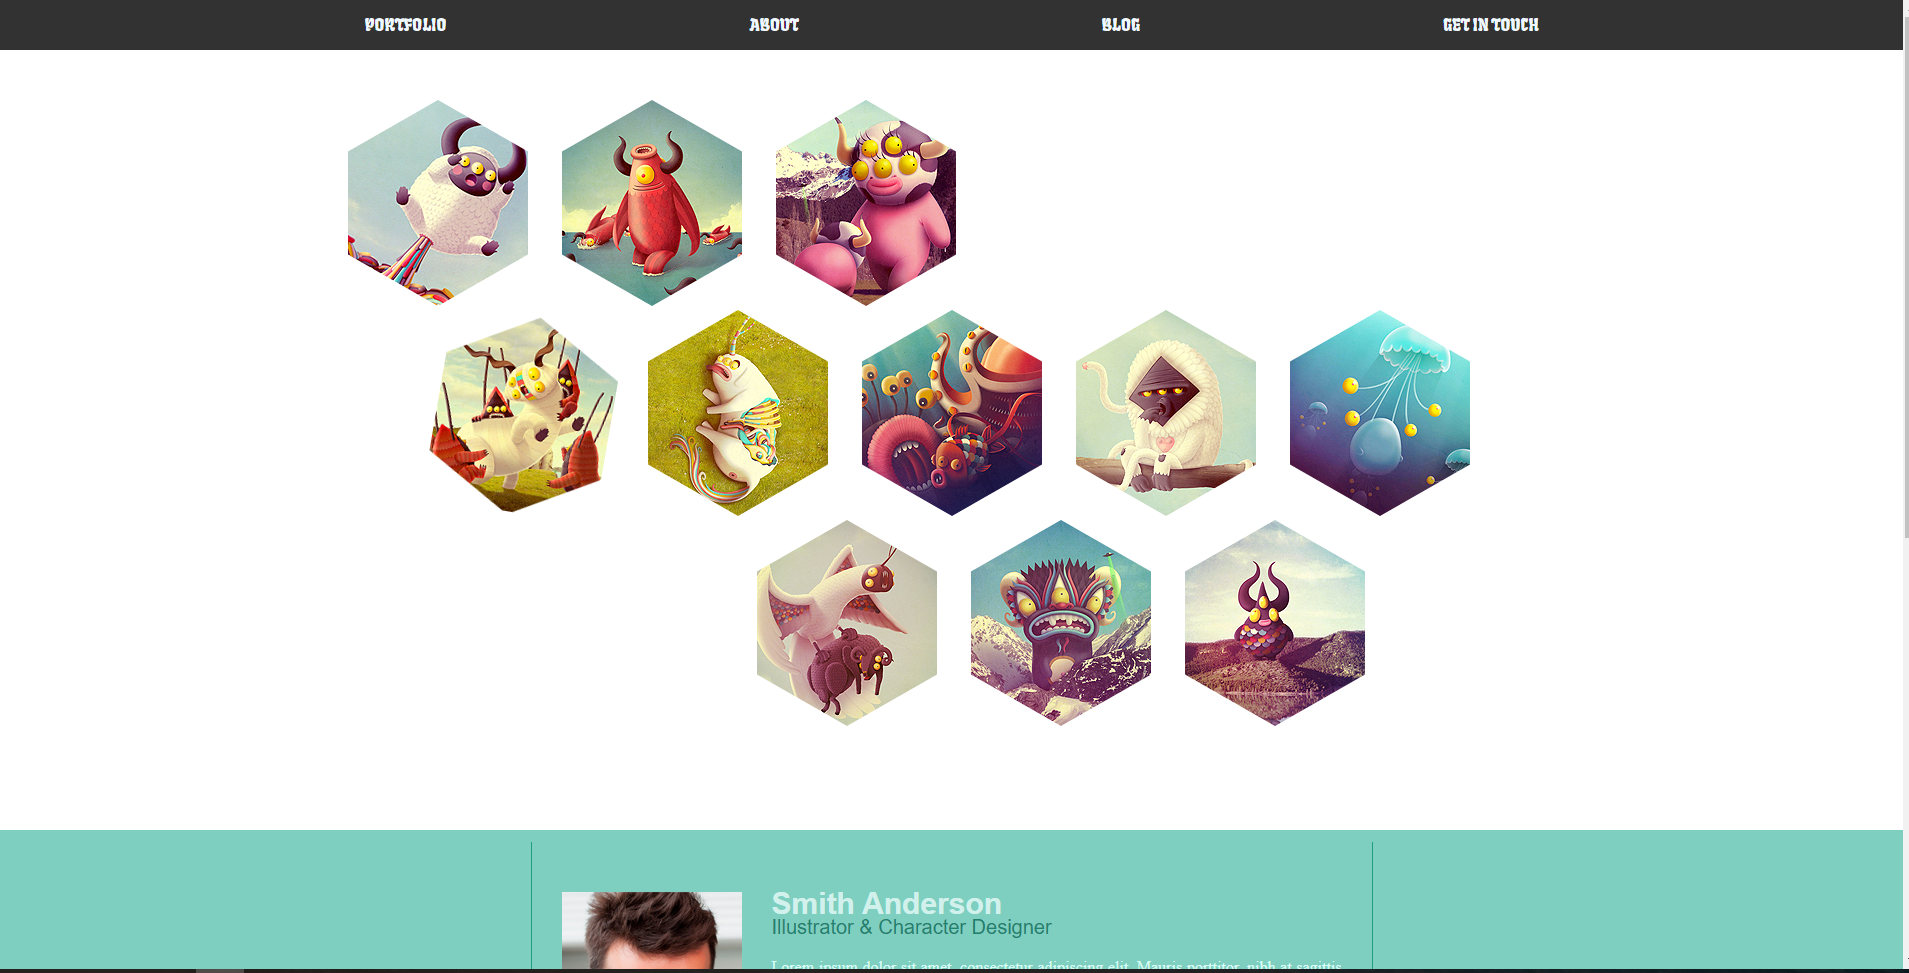 PORTFOLIO ABOUT BLOG GET IN TOUCH
Smith Anderson
Illustrator & Character Designer
Lorem ipsum dolor sit amet, consectetur adipiscing elit. Mauris porttitor, nibh at sagittis